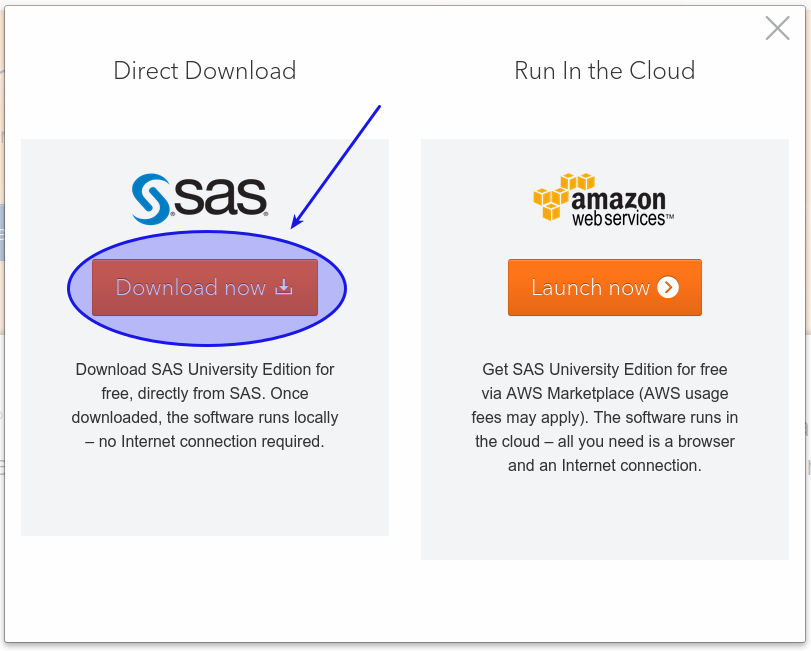 Direct Download
sas
Download now
Download SAS University Edition for
free, directly from SAS. Once
downloaded, the software runs locally
– no Internet connection required.
Run In the Cloud
amazon
web services™
Launch now
Get SAS University Edition for free
via AWS Marketplace (AWS usage
fees may apply). The software runs in
the cloud – all you need is a browser
and an Internet connection.